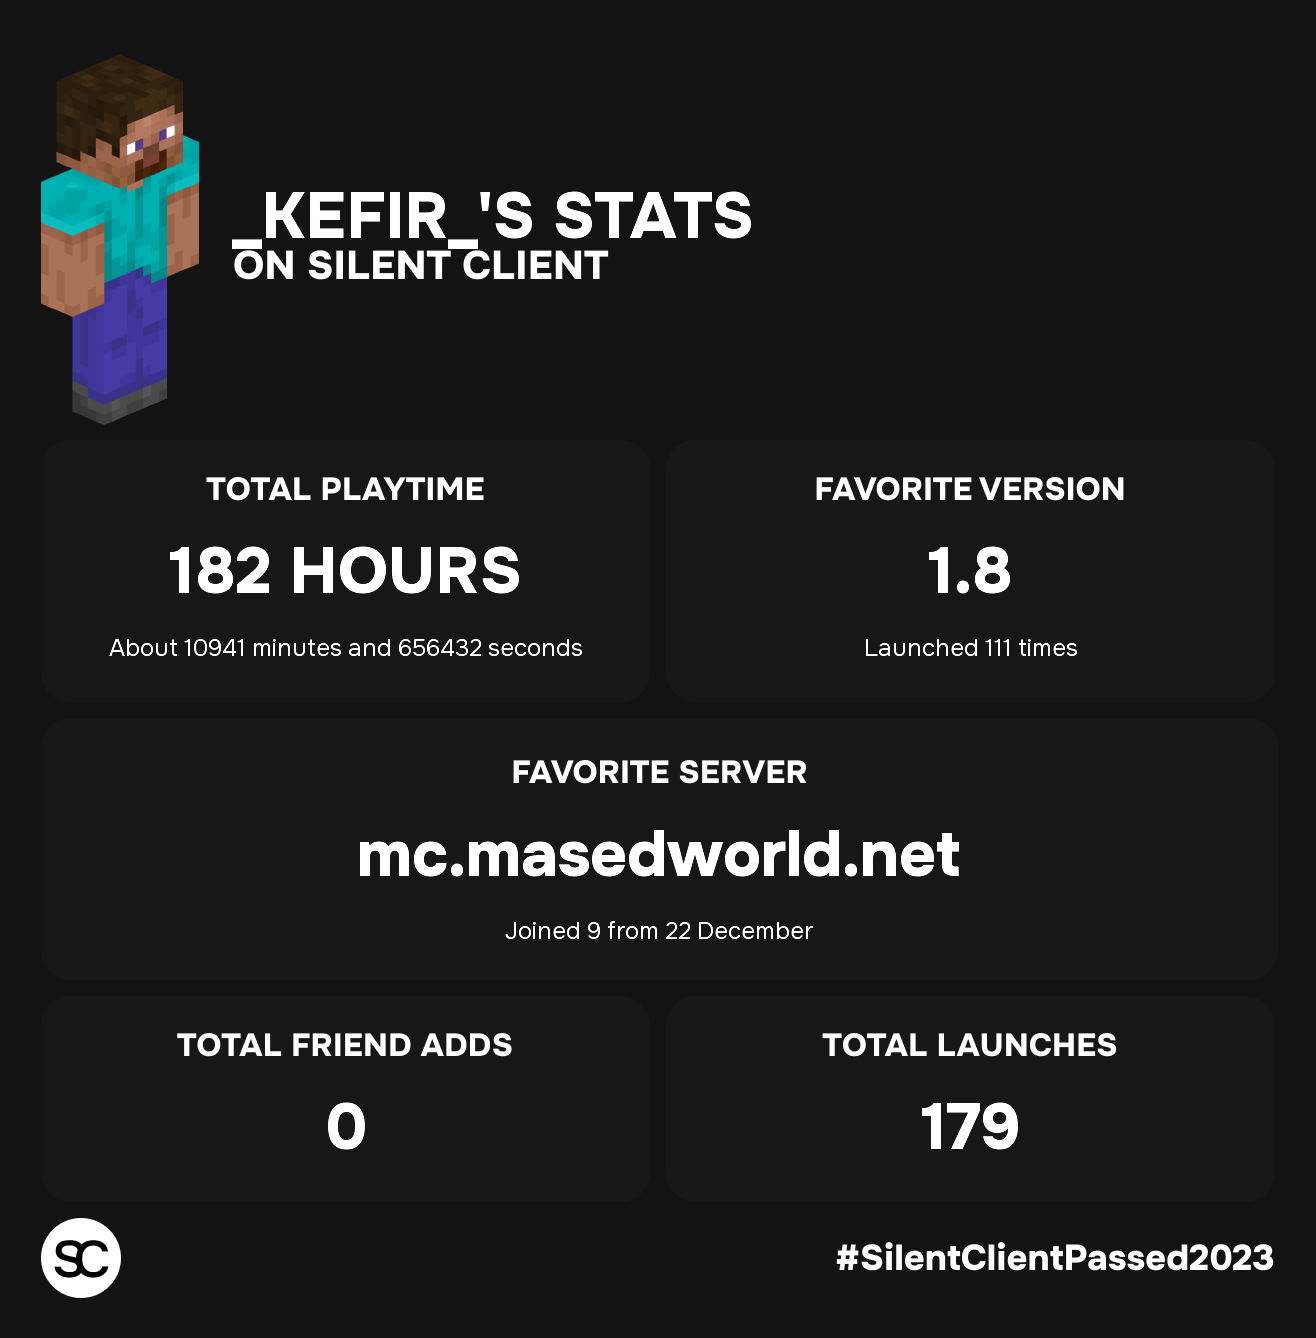 _KEFIR_'S STATS
ON SILENT CLIENT
TOTAL PLAYTIME
182 HOURS
About 10941 minutes and 656432 seconds
FAVORITE VERSION
1.8
Launched 111 times
FAVORITE SERVER
mc.masedworld.net
Joined 9 from 22 December
TOTAL FRIEND ADDS
0
TOTAL LAUNCHES
179
SC
#SilentClientPassed2023